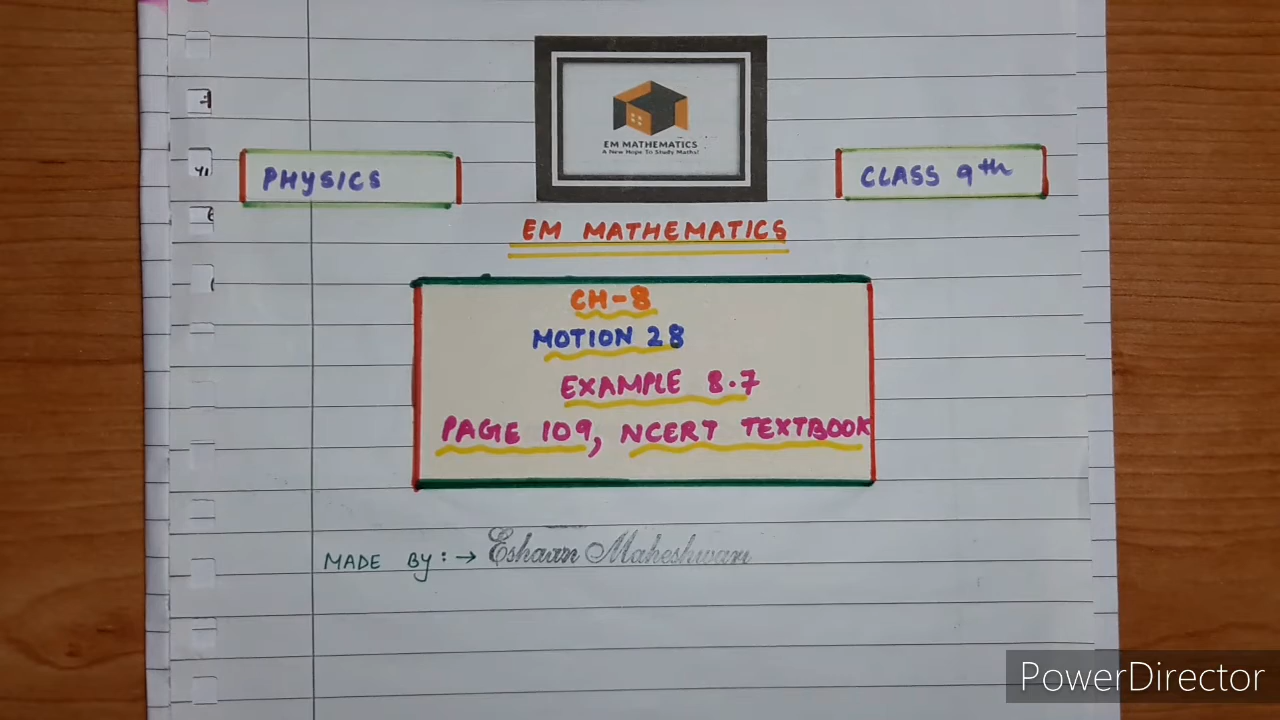 EM MATHEMATICS
A New Hope To Study Maths!
PHYSICS
CLASS 9th
EM MATHEMATICS
CH-8
MOTION 28
EXAMPLE 8.7
PAGE 109, NCERT TEXTBOOK
MADE BY:→ Eshaan Maheshwari
PowerDirector